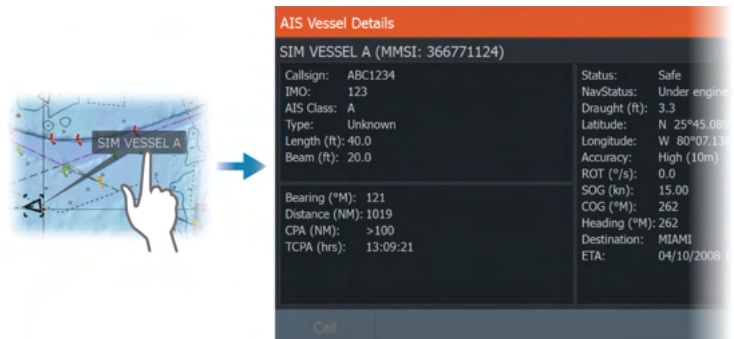 SIM VESSEL A
AIS Vessel Details
SIM VESSEL A (MMSI: 366771124)
Callsign: ABC1234
IMO: 123
AIS Class: A
Type: Unknown
Length (ft): 40.0
Beam (ft): 20.0
Bearing (°M): 121
Distance (NM): 1019
CPA (NM): >100
TCPA (hrs): 13:09:21
Status: Safe
NavStatus: Under engine
Draught (ft): 3.3
Latitude: N 25°45.089
Longitude: W 80°07.136
Accuracy: High (10m)
ROT (°/s): 0.0
SOG (kn): 15.00
COG (°M): 262
Heading (°M): 262
Destination: MIAMI
ETA: 04/10/2008
Call